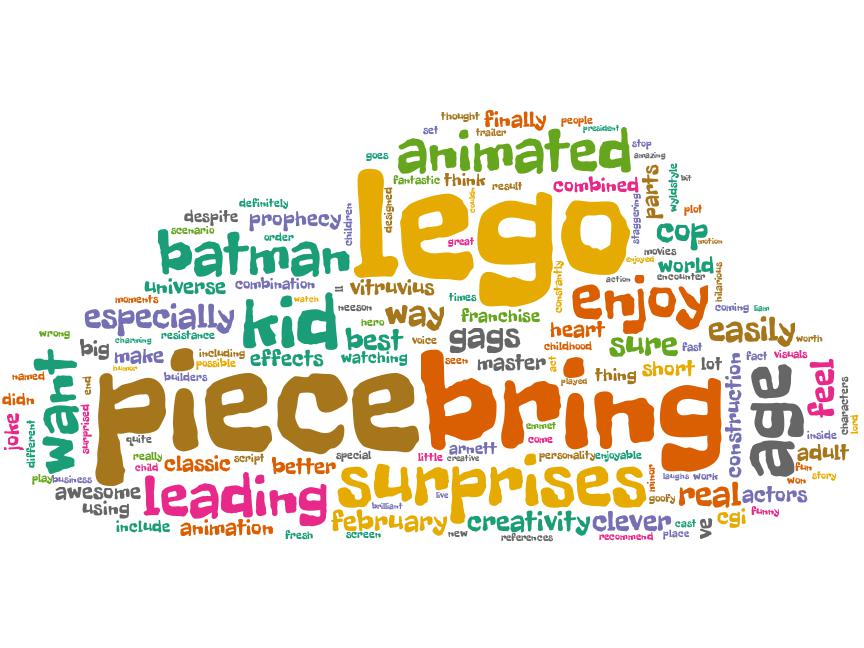 thought
finally
people
set
trailer
president
animated
stop
goes
amazing
fantastic
think
result
combined
parts
wyldstyle
bit
lego
designed
couldn
great
staggering
plot
definitely
despite
prophecy
children
scenario
order
batman
cop
motion
movies
enjoyed
world
encounter
universe
combination
ii
vitruvius
constantly
action
hilarious
moments
watch
neeson
times
enjoy
coming
liam
especially
kid
hero
way
franchise
heart
easily
worth
wrong
charming
resistance
best
voice
gags
childhood
sure
fast
big
make
including
possible
effects
watching
seen
master
act
thing
short
lot
fact
visuals
humor
builders
played
named
want
end
piece
bring
construction
age
feel
characters
didn
joke
different
surprised
quite
emmet
come
inside
lord
really
child
classic
script
better
special
little
arnett
creative
personality
enjoyable
adult
fun
play
business
awesome
leading
surprises
live
minor
goofy
laughs
work
real
actors
won
story
using
brilliant
include
animation
fresh
february
screen
new
creativity
references
clever
recommend
cast
place
ve
cgi
funny